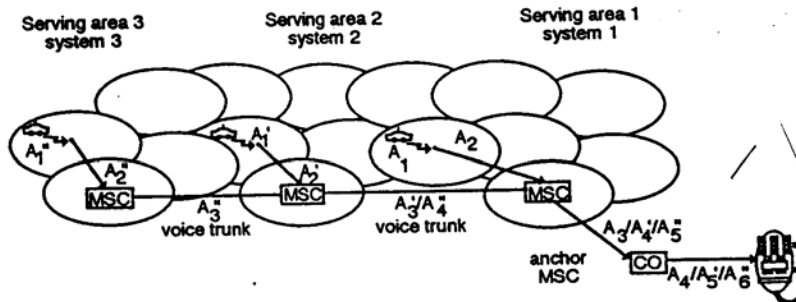 Serving area 3
system 3
Serving area 2
system 2
Serving area 1
system 1
A₁"
A₂"
MSC
A₁'
A₂'
MSC
A₁
A₂
MSC
A₃"
voice trunk
A₃'/A₄"
voice trunk
anchor
MSC
A₃/A₄'/A₅"
CO
A₄/A₅'/A₆"